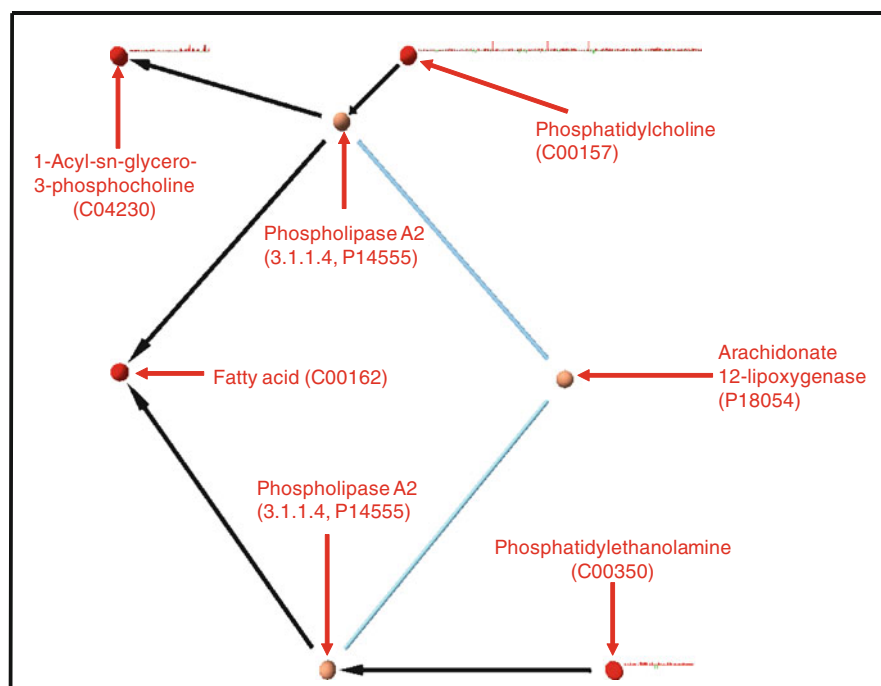 Phosphatidylcholine
(C00157)
1-Acyl-sn-glycero-
3-phosphocholine
(C04230)
Phospholipase A2
(3.1.1.4, P14555)
Fatty acid (C00162)
Arachidonate
12-lipoxygenase
(P18054)
Phospholipase A2
(3.1.1.4, P14555)
Phosphatidylethanolamine
(C00350)